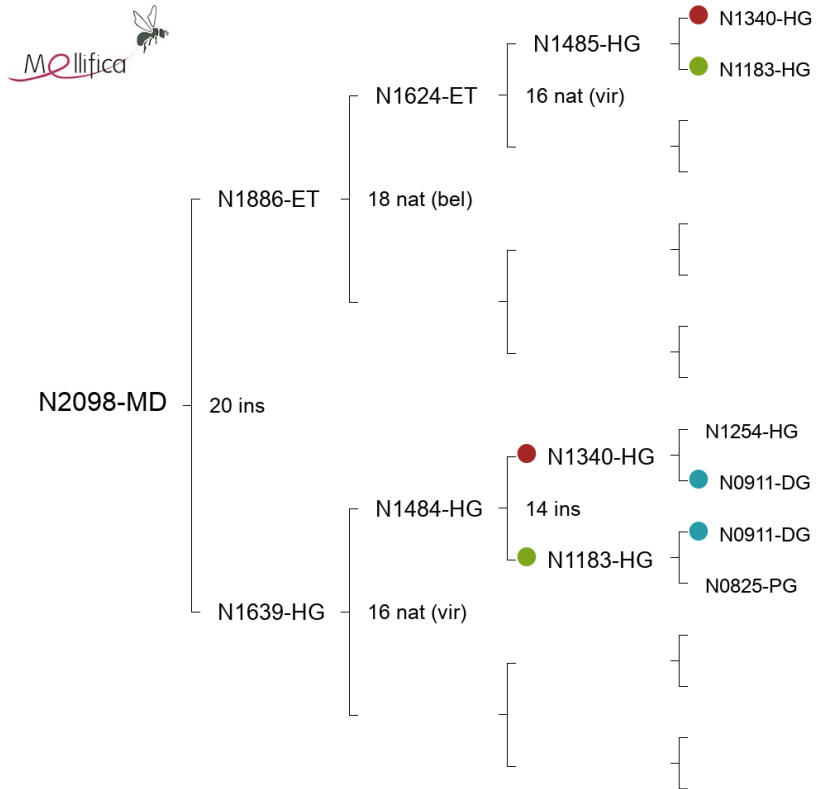 Mellifica
N1340-HG
N1485-HG
N1183-HG
N1624-ET
16 nat (vir)
N1886-ET
18 nat (bel)
N2098-MD
20 ins
N1254-HG
N1340-HG
N0911-DG
N1484-HG
14 ins
N0911-DG
N1183-HG
N0825-PG
N1639-HG
16 nat (vir)